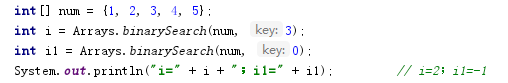 int[] num = {1, 2, 3, 4, 5};
int i = Arrays.binarySearch(num, key: 3);
int i1 = Arrays.binarySearch(num, key: 0);
System.out.println("i=" + i + "；i1=" + i1);        // i=2；i1=-1